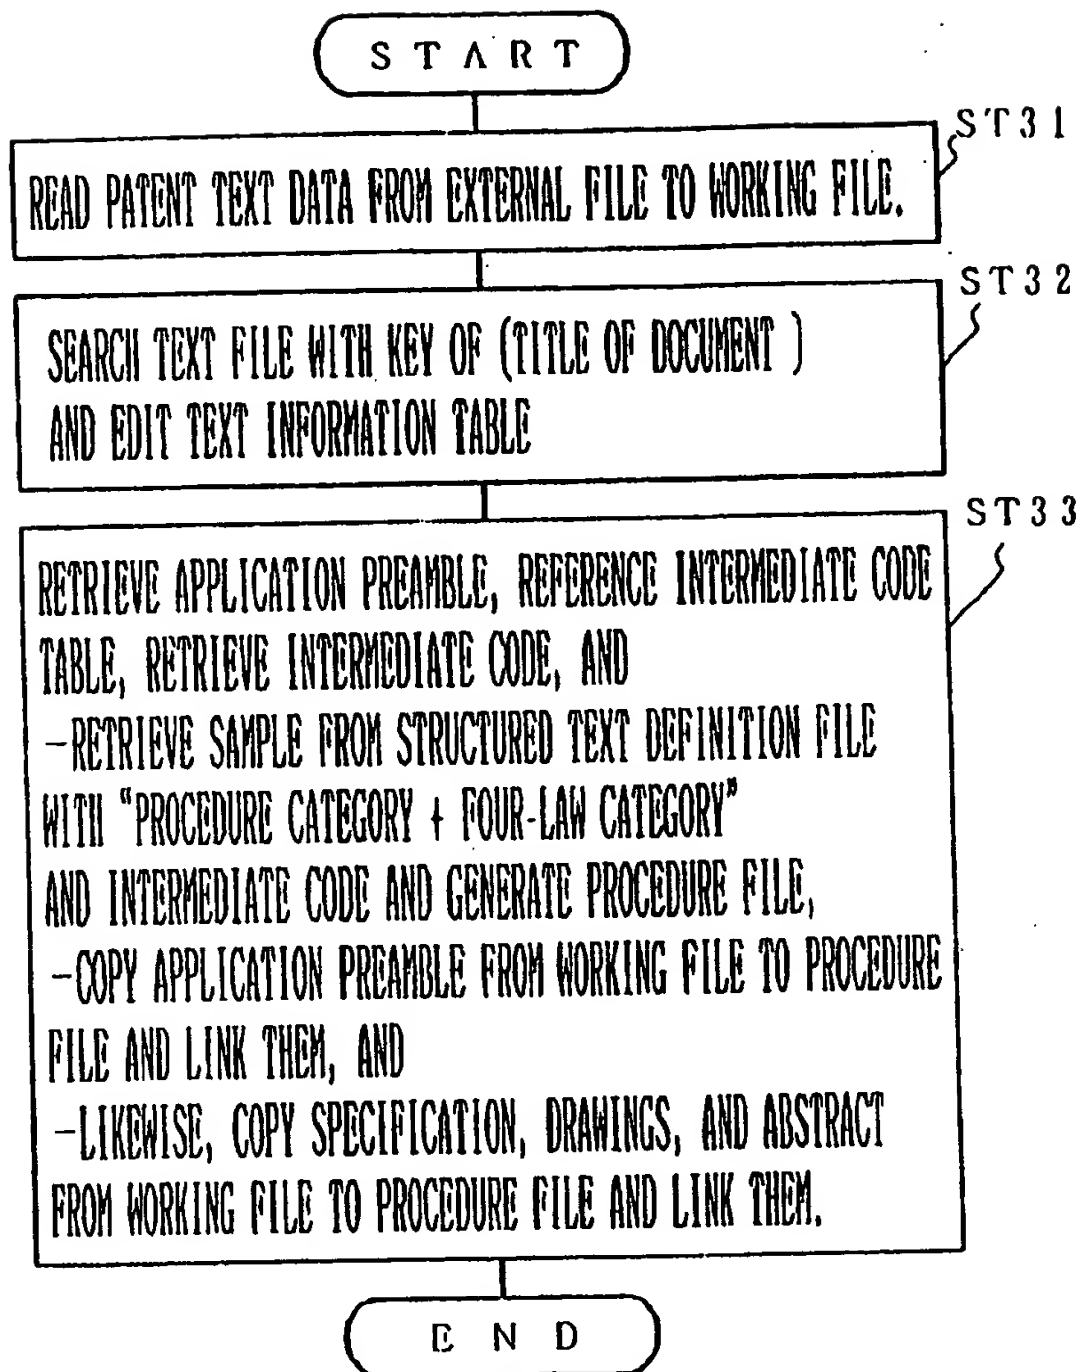 START
ST31
READ PATENT TEXT DATA FROM EXTERNAL FILE TO WORKING FILE.
ST32
SEARCH TEXT FILE WITH KEY OF (TITLE OF DOCUMENT )
AND EDIT TEXT INFORMATION TABLE
ST33
RETRIEVE APPLICATION PREAMBLE, REFERENCE INTERMEDIATE CODE
TABLE, RETRIEVE INTERMEDIATE CODE, AND
-RETRIEVE SAMPLE FROM STRUCTURED TEXT DEFINITION FILE
WITH "PROCEDURE CATEGORY + FOUR-LAW CATEGORY"
AND INTERMEDIATE CODE AND GENERATE PROCEDURE FILE,
-COPY APPLICATION PREAMBLE FROM WORKING FILE TO PROCEDURE
FILE AND LINK THEM, AND
-LIKEWISE, COPY SPECIFICATION, DRAWINGS, AND ABSTRACT
FROM WORKING FILE TO PROCEDURE FILE AND LINK THEM.
END